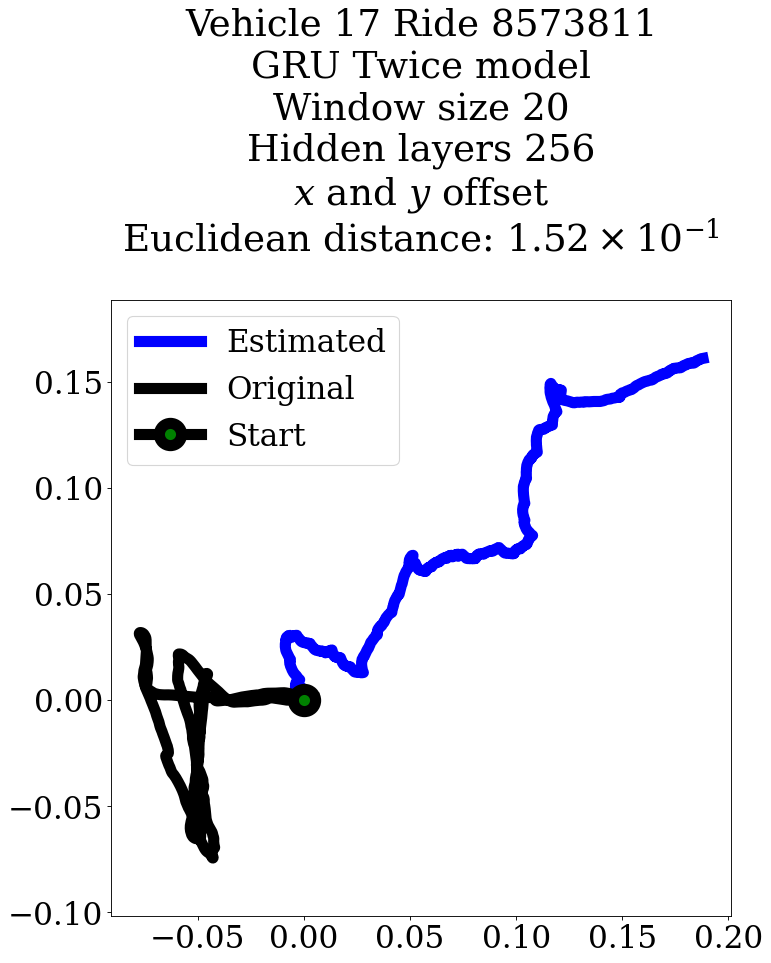 Vehicle 17 Ride 8573811
GRU Twice model
Window size 20
Hidden layers 256
x and y offset
Euclidean distance: 1.52 × 10⁻¹
Estimated
Original
Start
0.15
0.10
0.05
0.00
−0.05
−0.10
−0.05 0.00 0.05 0.10 0.15 0.20